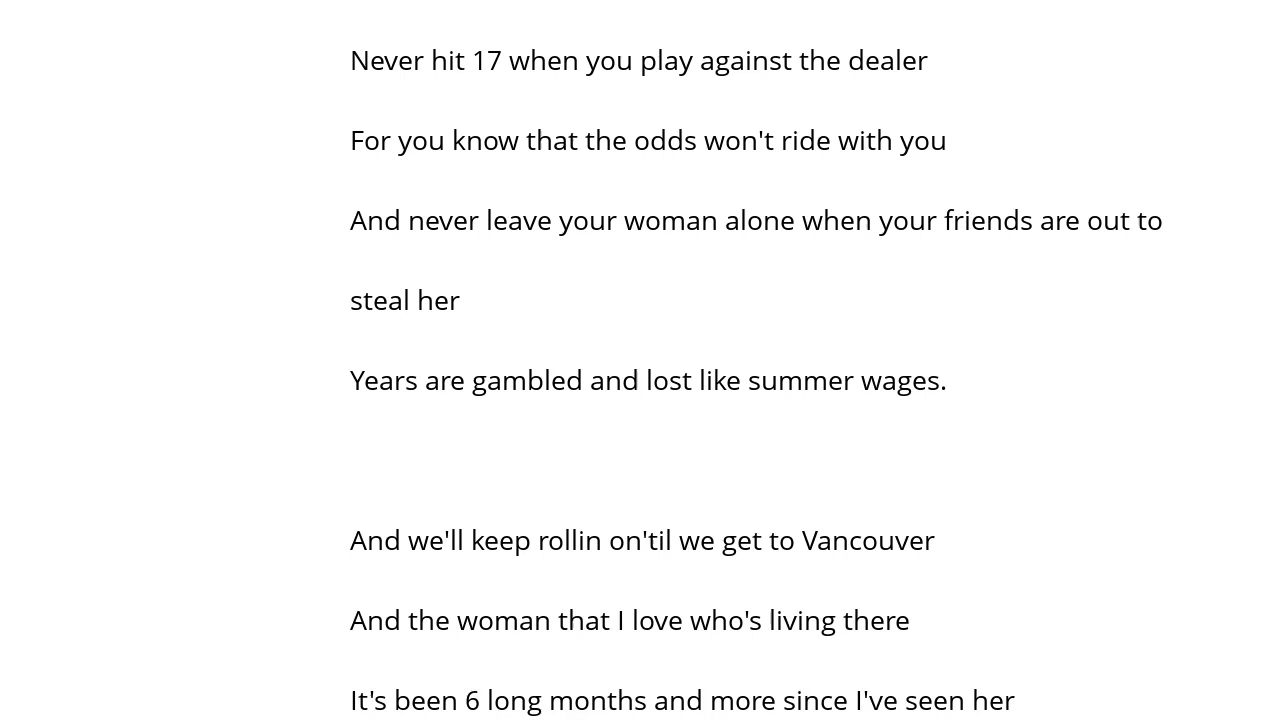 Never hit 17 when you play against the dealer
For you know that the odds won't ride with you
And never leave your woman alone when your friends are out to
steal her
Years are gambled and lost like summer wages.
And we'll keep rollin on'til we get to Vancouver
And the woman that I love who's living there
It's been 6 long months and more since I've seen her